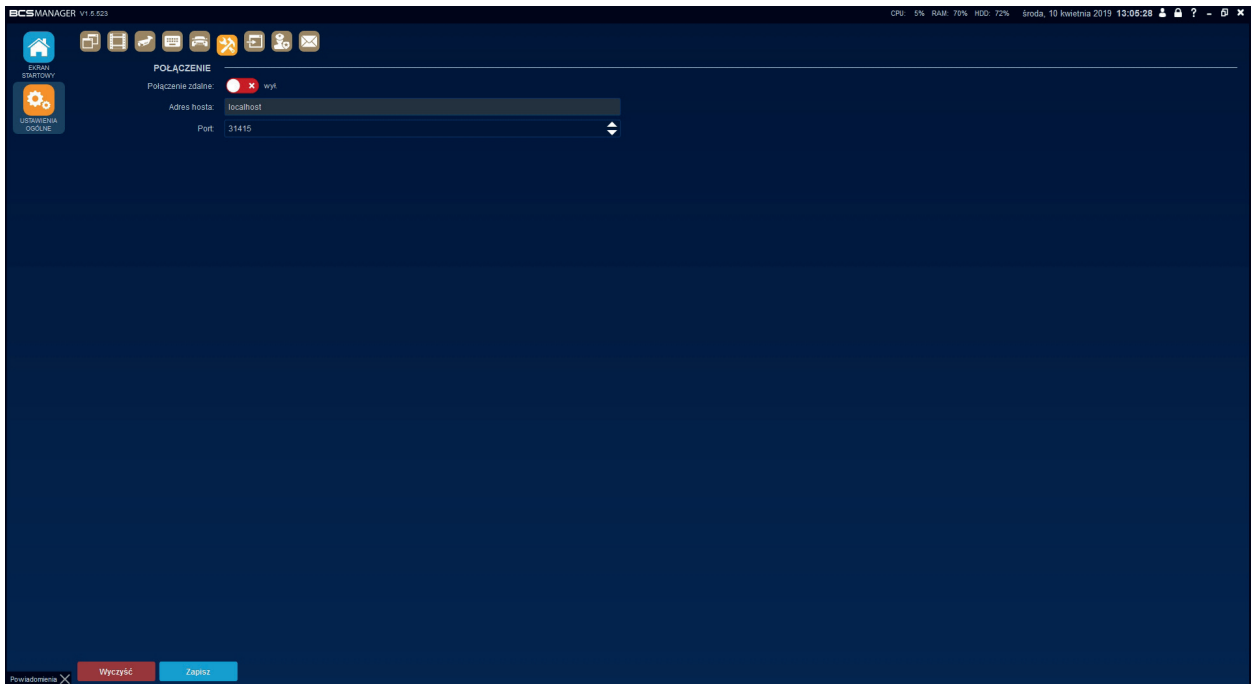 BCSMANAGER V1.5.523
CPU: 5% RAM: 70% HDD: 72% środa, 10 kwietnia 2019 13:05:28 ?
EKRAN
STARTOWY
USTAWIENIA
OGÓLNE
POŁĄCZENIE
Połączenie zdalne: wył.
Adres hosta: localhost
Port: 31415
Wyczyść Zapisz
Powiadomienia